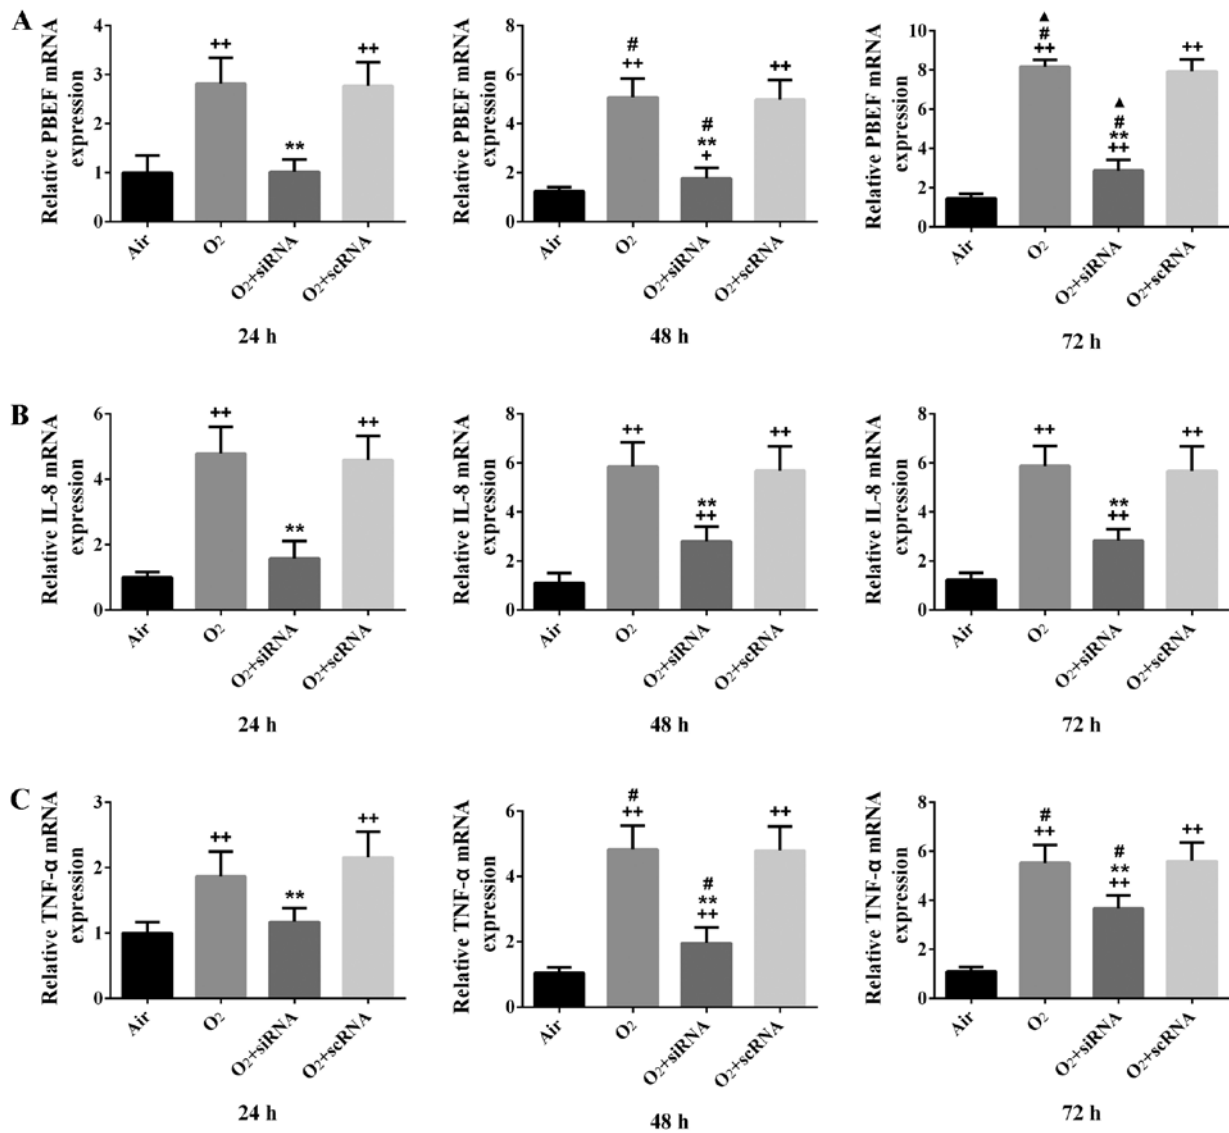 A
Relative PBEF mRNA
expression
4
3
2
1
0
++
++
**
++
Air
O₂
O₂+siRNA
O₂+scRNA
24 h
Relative PBEF mRNA
expression
8
6
4
2
0
#
++
#
**
+
++
Air
O₂
O₂+siRNA
O₂+scRNA
48 h
Relative PBEF mRNA
expression
10
8
6
4
2
0
▲
#
++
▲
#
**
++
++
Air
O₂
O₂+siRNA
O₂+scRNA
72 h
B
Relative IL-8 mRNA
expression
6
4
2
0
++
**
++
Air
O₂
O₂+siRNA
O₂+scRNA
24 h
Relative IL-8 mRNA
expression
8
6
4
2
0
++
**
++
++
Air
O₂
O₂+siRNA
O₂+scRNA
48 h
Relative IL-8 mRNA
expression
8
6
4
2
0
++
**
++
++
Air
O₂
O₂+siRNA
O₂+scRNA
72 h
C
Relative TNF-α mRNA
expression
3
2
1
0
++
**
++
Air
O₂
O₂+siRNA
O₂+scRNA
24 h
Relative TNF-α mRNA
expression
6
4
2
0
#
++
#
**
++
++
Air
O₂
O₂+siRNA
O₂+scRNA
48 h
Relative TNF-α mRNA
expression
8
6
4
2
0
#
++
#
**
++
++
Air
O₂
O₂+siRNA
O₂+scRNA
72 h